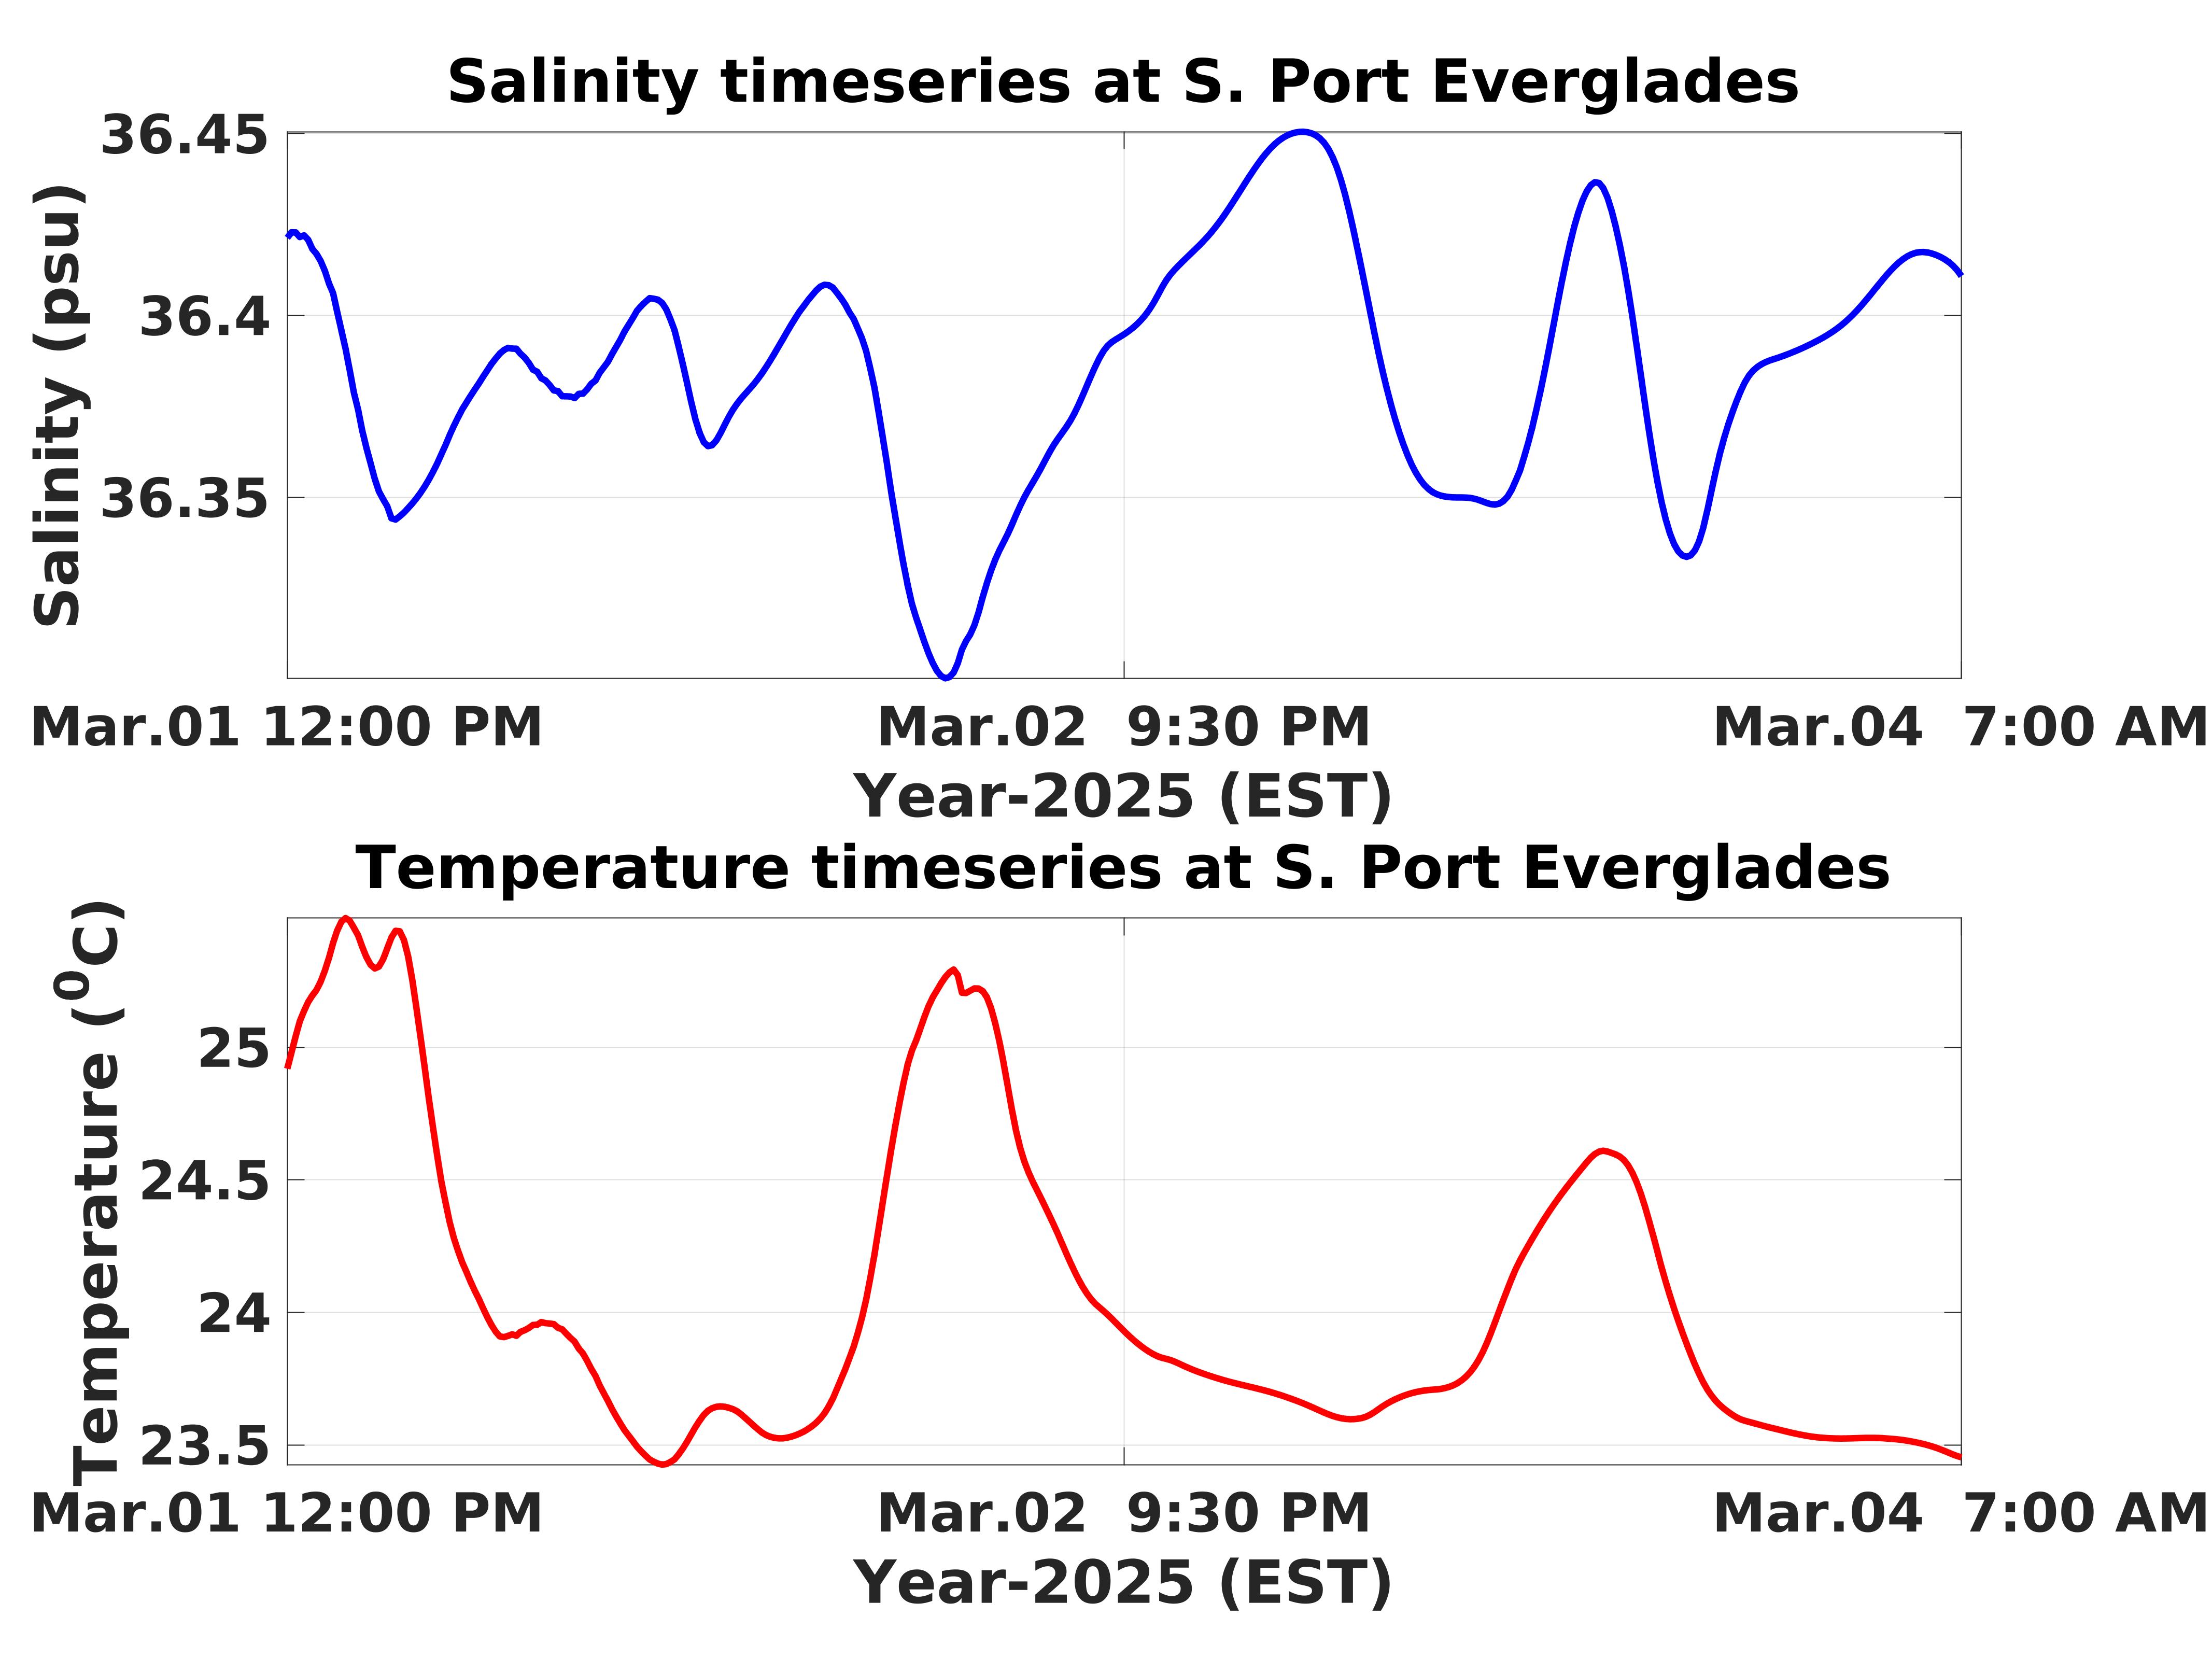 Salinity timeseries at S. Port Everglades
36.45
36.4
36.35
Salinity (psu)
Mar.01 12:00 PM Mar.02 9:30 PM Mar.04 7:00 AM
Year-2025 (EST)
Temperature timeseries at S. Port Everglades
25
24.5
24
23.5
Temperature (⁰C)
Mar.01 12:00 PM Mar.02 9:30 PM Mar.04 7:00 AM
Year-2025 (EST)